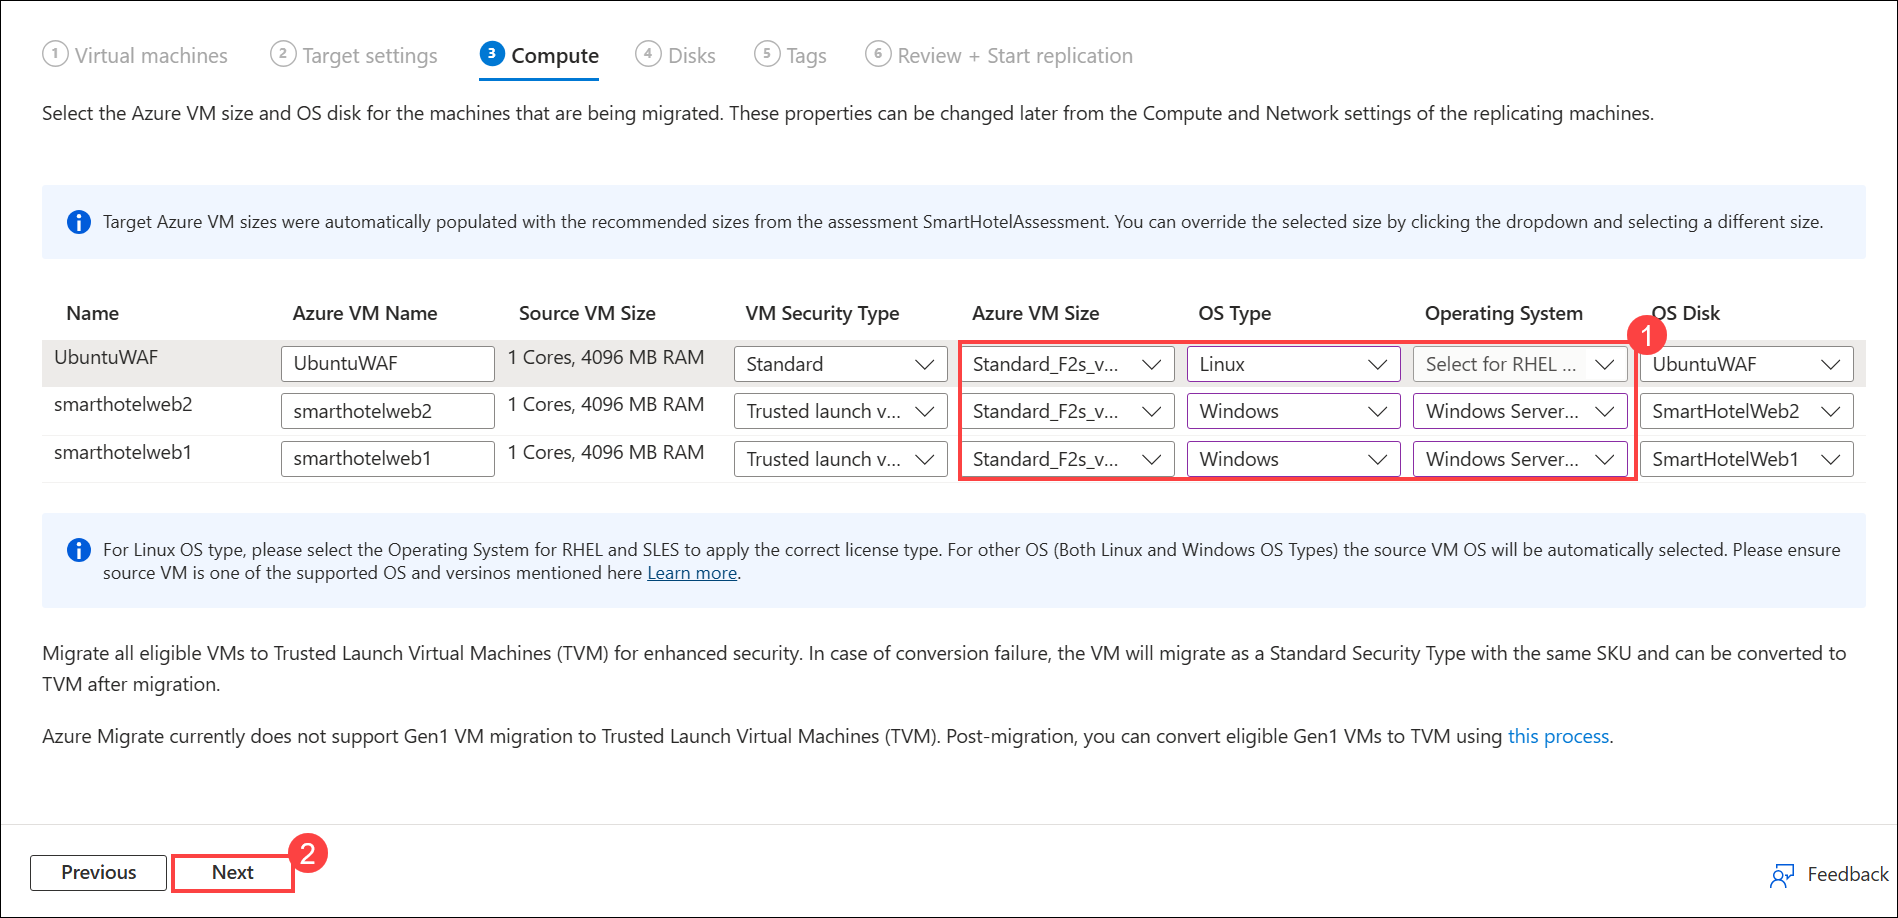 1 Virtual machines 2 Target settings 3 Compute 4 Disks 5 Tags 6 Review + Start replication
Select the Azure VM size and OS disk for the machines that are being migrated. These properties can be changed later from the Compute and Network settings of the replicating machines.
Target Azure VM sizes were automatically populated with the recommended sizes from the assessment SmartHotelAssessment. You can override the selected size by clicking the dropdown and selecting a different size.
Name Azure VM Name Source VM Size VM Security Type Azure VM Size OS Type Operating System OS Disk
1
UbuntuWAF UbuntuWAF 1 Cores, 4096 MB RAM Standard Standard_F2s_v... Linux Select for RHEL ... UbuntuWAF
smarthotelweb2 smarthotelweb2 1 Cores, 4096 MB RAM Trusted launch v... Standard_F2s_v... Windows Windows Server... SmartHotelWeb2
smarthotelweb1 smarthotelweb1 1 Cores, 4096 MB RAM Trusted launch v... Standard_F2s_v... Windows Windows Server... SmartHotelWeb1
For Linux OS type, please select the Operating System for RHEL and SLES to apply the correct license type. For other OS (Both Linux and Windows OS Types) the source VM OS will be automatically selected. Please ensure
source VM is one of the supported OS and versinos mentioned here Learn more.
Migrate all eligible VMs to Trusted Launch Virtual Machines (TVM) for enhanced security. In case of conversion failure, the VM will migrate as a Standard Security Type with the same SKU and can be converted to
TVM after migration.
Azure Migrate currently does not support Gen1 VM migration to Trusted Launch Virtual Machines (TVM). Post-migration, you can convert eligible Gen1 VMs to TVM using this process.
2
Previous Next Feedback